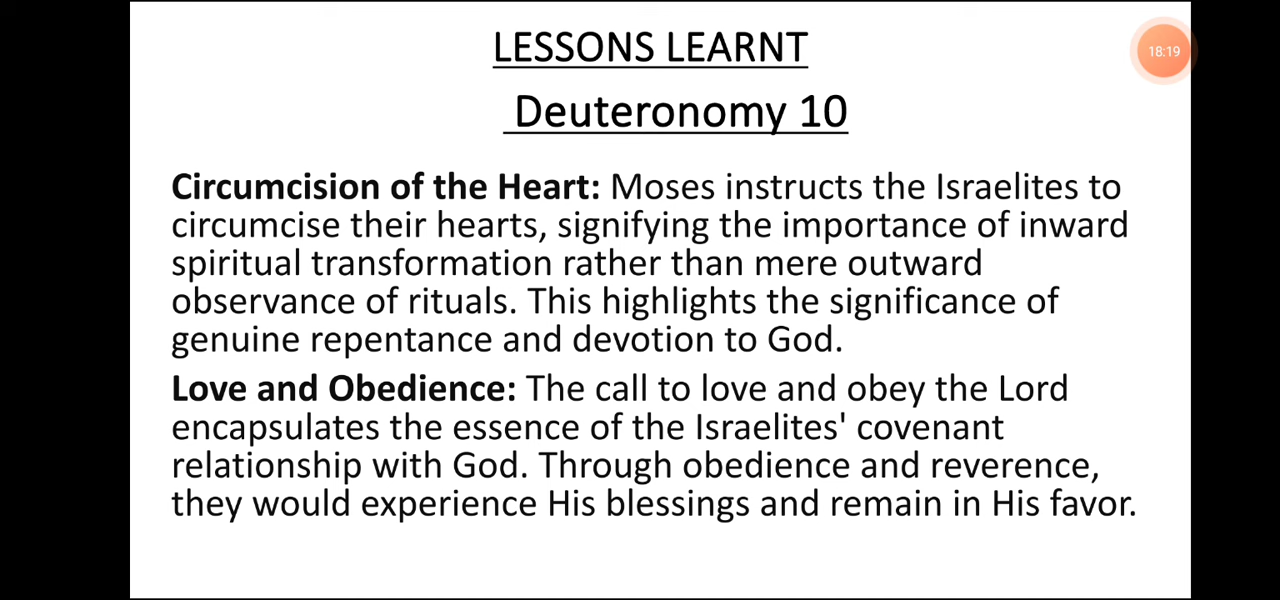 LESSONS LEARNT
18:19
Deuteronomy 10
Circumcision of the Heart: Moses instructs the Israelites to
circumcise their hearts, signifying the importance of inward
spiritual transformation rather than mere outward
observance of rituals. This highlights the significance of
genuine repentance and devotion to God.
Love and Obedience: The call to love and obey the Lord
encapsulates the essence of the Israelites' covenant
relationship with God. Through obedience and reverence,
they would experience His blessings and remain in His favor.